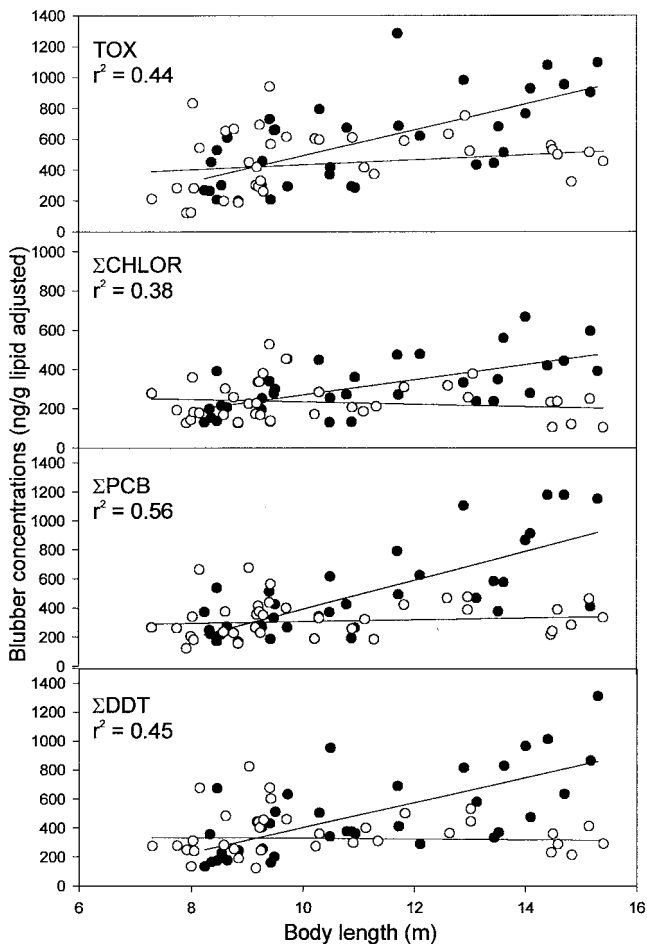 Blubber concentrations (ng/g lipid adjusted)
1400
1200
1000
800
600
400
200
0
TOX
r² = 0.44
1000
800
600
400
200
0
ΣCHLOR
r² = 0.38
1400
1200
1000
800
600
400
200
0
ΣPCB
r² = 0.56
1400
1200
1000
800
600
400
200
0
ΣDDT
r² = 0.45
6 8 10 12 14 16
Body length (m)